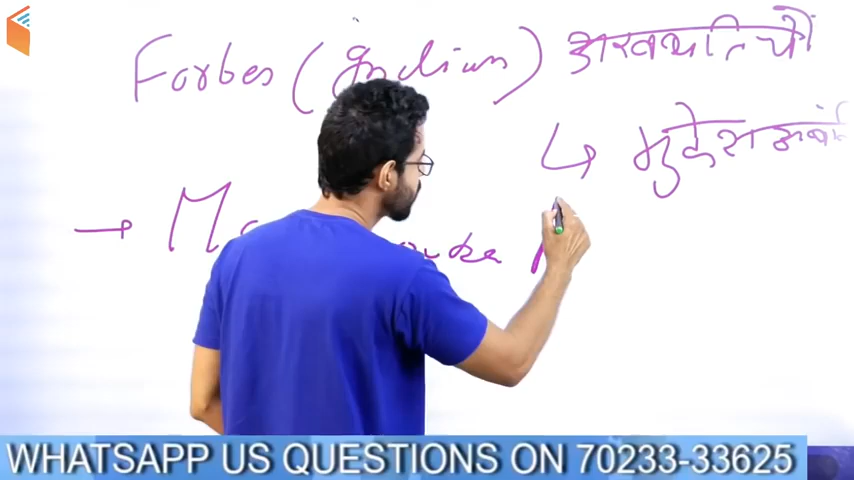 Forbes (Indian) अरबपतियों
↳ मुकेश अंबा
→ M
WHATSAPP US QUESTIONS ON 70233-33625